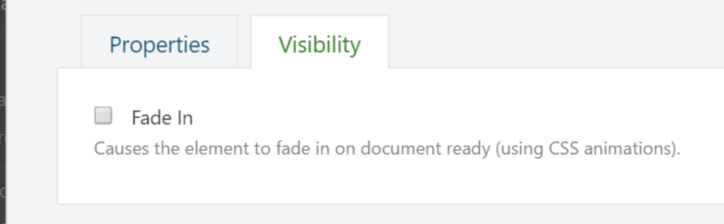 Properties
Visibility
Fade In
Causes the element to fade in on document ready (using CSS animations).